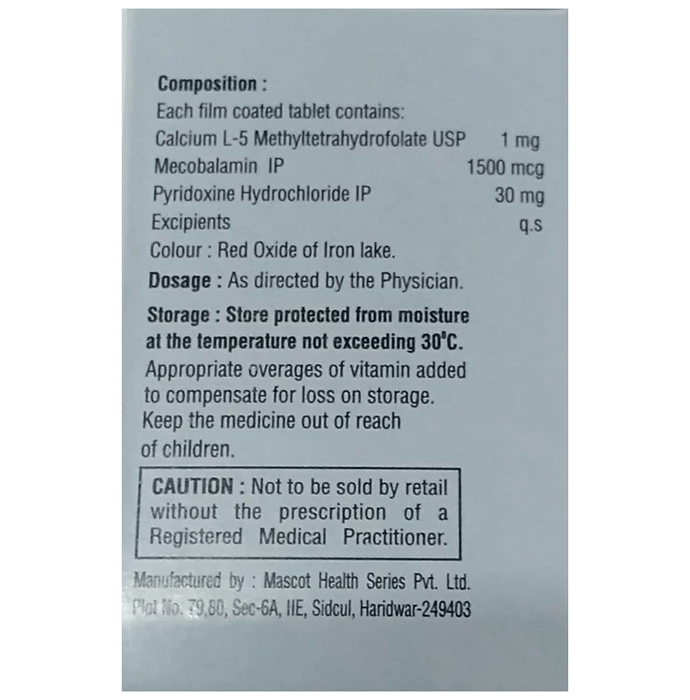 Composition :
Each film coated tablet contains:
Calcium L-5 Methyltetrahydrofolate USP 1 mg
Mecobalamin IP 1500 mcg
Pyridoxine Hydrochloride IP 30 mg
Excipients q.s
Colour : Red Oxide of Iron lake.
Dosage : As directed by the Physician.
Storage : Store protected from moisture
at the temperature not exceeding 30°C.
Appropriate overages of vitamin added
to compensate for loss on storage.
Keep the medicine out of reach
of children.
CAUTION : Not to be sold by retail
without the prescription of a
Registered Medical Practitioner.
Manufactured by : Mascot Health Series Pvt. Ltd.
Plot No. 79,80, Sec-6A, IIE, Sidcul, Haridwar-249403